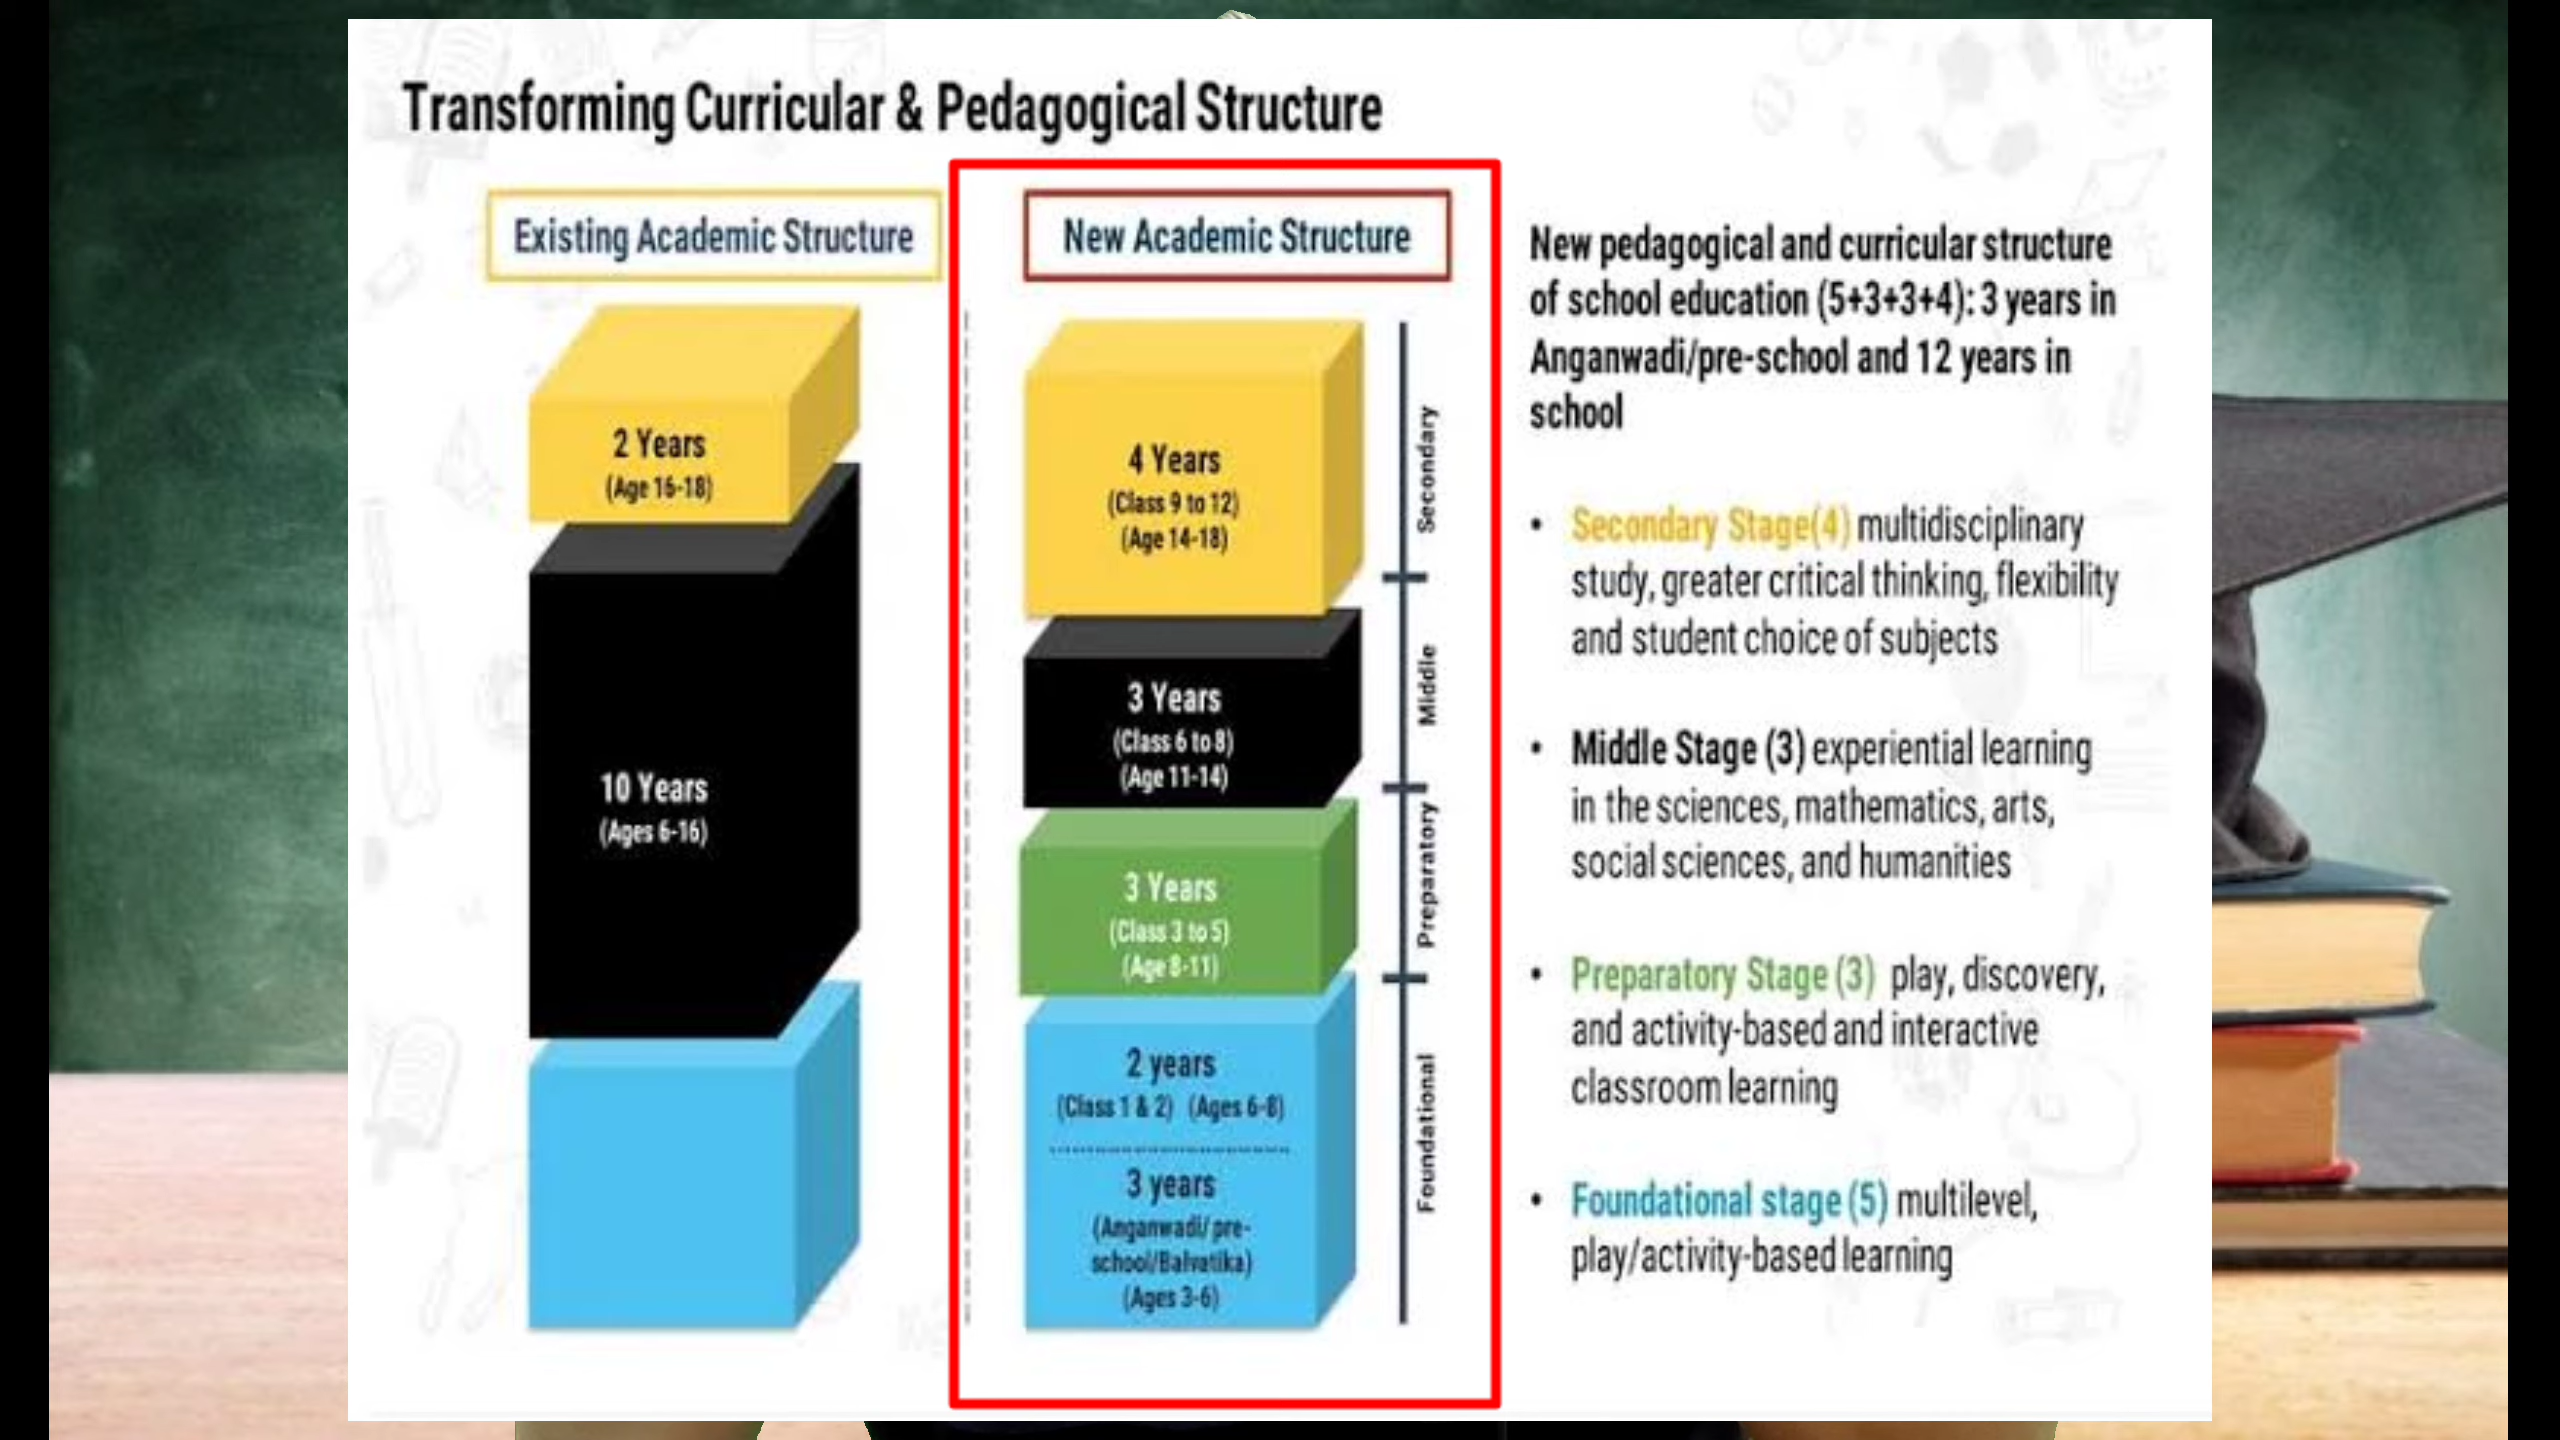 Transforming Curricular & Pedagogical Structure
Existing Academic Structure
2 Years
(Age 16-18)
10 Years
(Ages 6-16)
New Academic Structure
4 Years
(Class 9 to 12)
(Age 14-18)
Secondary
3 Years
(Class 6 to 8)
(Age 11-14)
Middle
3 Years
(Class 3 to 5)
(Age 8-11)
Preparatory
2 years
(Class 1 & 2) (Ages 6-8)
3 years
(Anganwadi/ pre-
school/Balvatika)
(Ages 3-6)
Foundational
New pedagogical and curricular structure
of school education (5+3+3+4): 3 years in
Anganwadi/pre-school and 12 years in
school
• Secondary Stage(4) multidisciplinary
study, greater critical thinking, flexibility
and student choice of subjects
• Middle Stage (3) experiential learning
in the sciences, mathematics, arts,
social sciences, and humanities
• Preparatory Stage (3) play, discovery,
and activity-based and interactive
classroom learning
• Foundational stage (5) multilevel,
play/activity-based learning